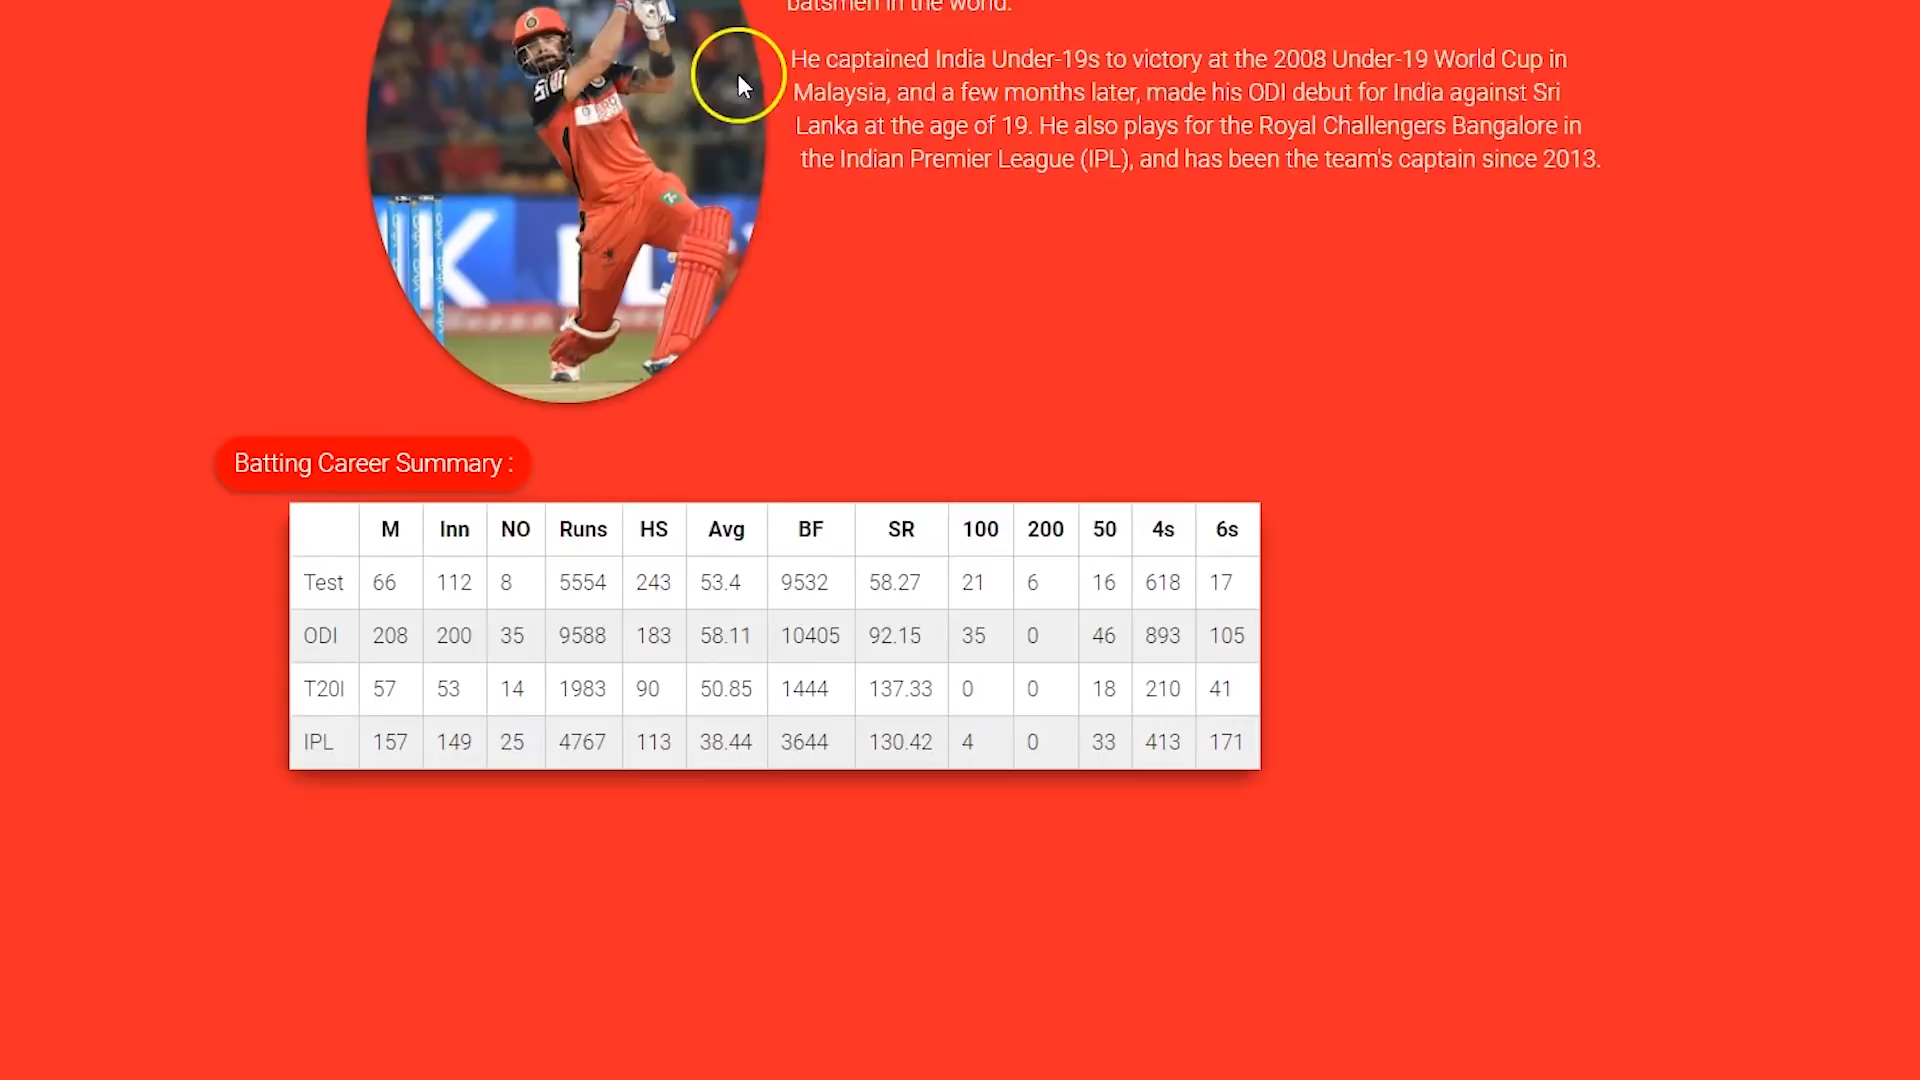 batsmen in the world.
He captained India Under-19s to victory at the 2008 Under-19 World Cup in
Malaysia, and a few months later, made his ODI debut for India against Sri
Lanka at the age of 19. He also plays for the Royal Challengers Bangalore in
the Indian Premier League (IPL), and has been the team's captain since 2013.
Batting Career Summary :
M Inn NO Runs HS Avg BF SR 100 200 50 4s 6s
Test 66 112 8 5554 243 53.4 9532 58.27 21 6 16 618 17
ODI 208 200 35 9588 183 58.11 10405 92.15 35 0 46 893 105
T20I 57 53 14 1983 90 50.85 1444 137.33 0 0 18 210 41
IPL 157 149 25 4767 113 38.44 3644 130.42 4 0 33 413 171